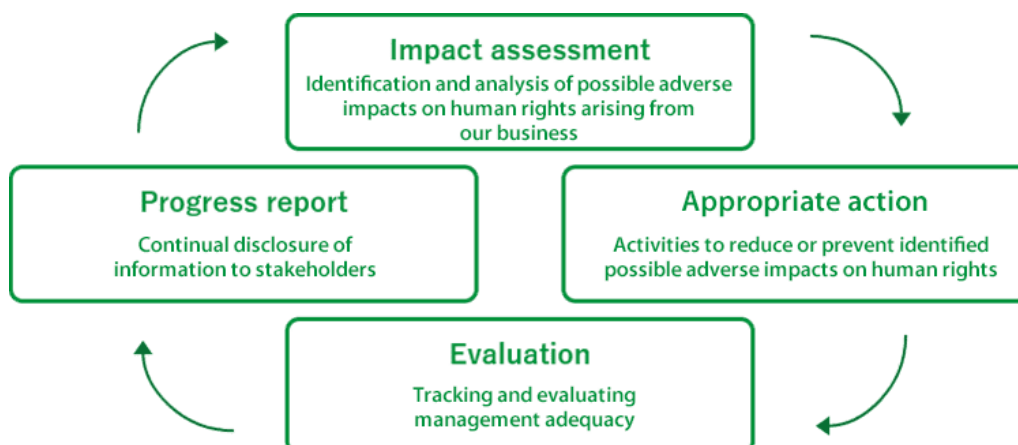 Impact assessment
Identification and analysis of possible adverse
impacts on human rights arising from
our business
Progress report
Continual disclosure of
information to stakeholders
Appropriate action
Activities to reduce or prevent identified
possible adverse impacts on human rights
Evaluation
Tracking and evaluating
management adequacy